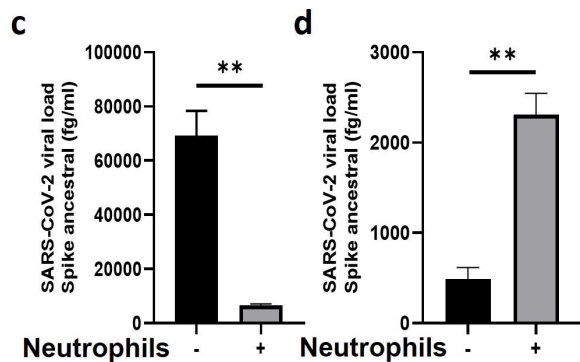 c
SARS-CoV-2 viral load
Spike ancestral (fg/ml)
100000
80000
60000
40000
20000
0
**
Neutrophils - +
d
SARS-CoV-2 viral load
Spike ancestral (fg/ml)
3000
2000
1000
0
**
Neutrophils - +